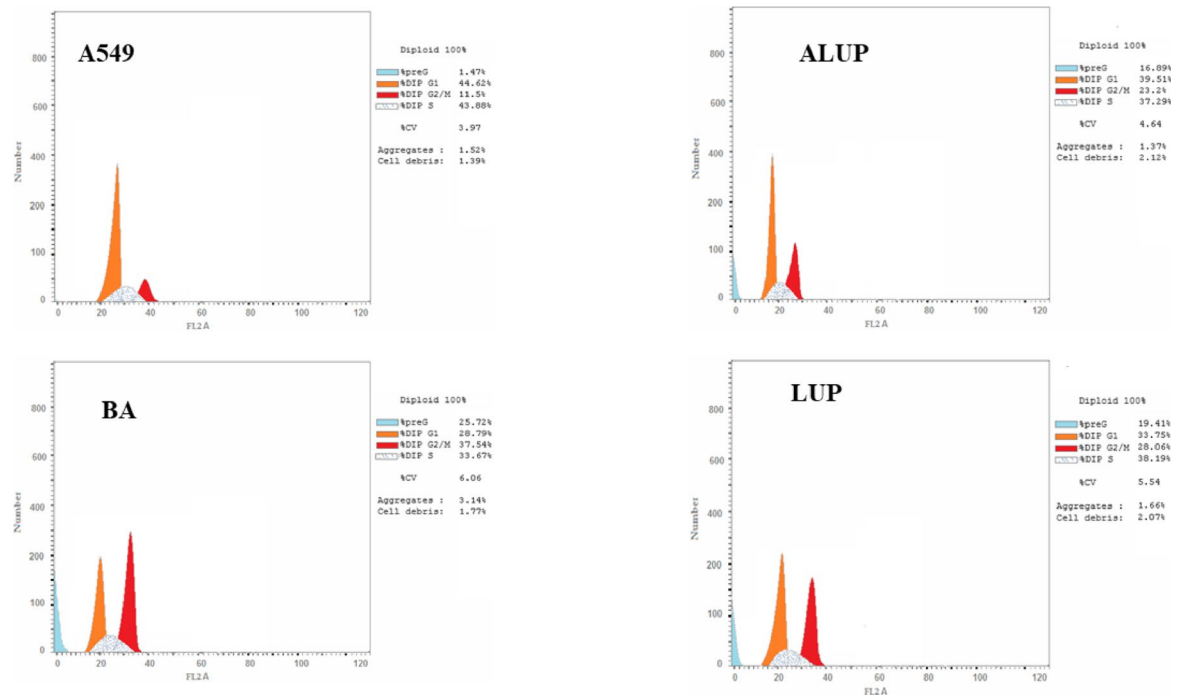 A549
Diploid 100%
%preG 1.47%
%DIP G1 44.62%
%DIP G2/M 11.5%
%DIP S 43.88%
%CV 3.97
Aggregates : 1.52%
Cell debris: 1.39%
Number
800
600
400
200
100
0
0 20 40 60 80 100 120
FL2A
ALUP
Diploid 100%
%preG 16.89%
%DIP G1 39.51%
%DIP G2/M 23.2%
%DIP S 37.29%
%CV 4.64
Aggregates : 1.37%
Cell debris: 2.12%
Number
800
600
400
200
100
0
0 20 40 60 80 100 120
FL2A
BA
Diploid 100%
%preG 25.72%
%DIP G1 28.79%
%DIP G2/M 37.54%
%DIP S 33.67%
%CV 6.06
Aggregates : 3.14%
Cell debris: 1.77%
Number
800
600
400
200
100
0
0 20 40 60 80 100 120
FL2A
LUP
Diploid 100%
%preG 19.41%
%DIP G1 33.75%
%DIP G2/M 28.06%
%DIP S 38.19%
%CV 5.54
Aggregates : 1.66%
Cell debris: 2.07%
Number
800
600
400
200
100
0
0 20 40 60 80 100 120
FL2A